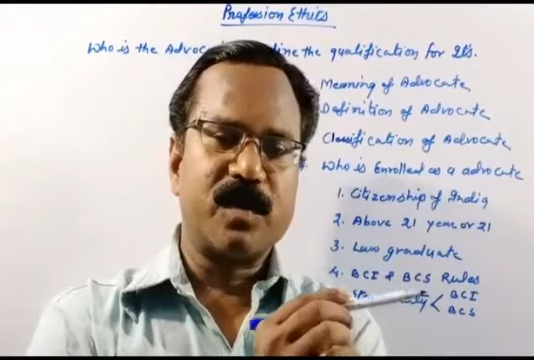 Profession Ethics
Who is the Advoc the qualification for It's.
Meaning of Advocate
Definition of Advocate
Classification of Advocate
Who is Enrolled as a advocate
1. Citizenship of India
2. Above 21 year or 21
3. Law graduate
4. BCI & BCS Rules
< BCI
BCS